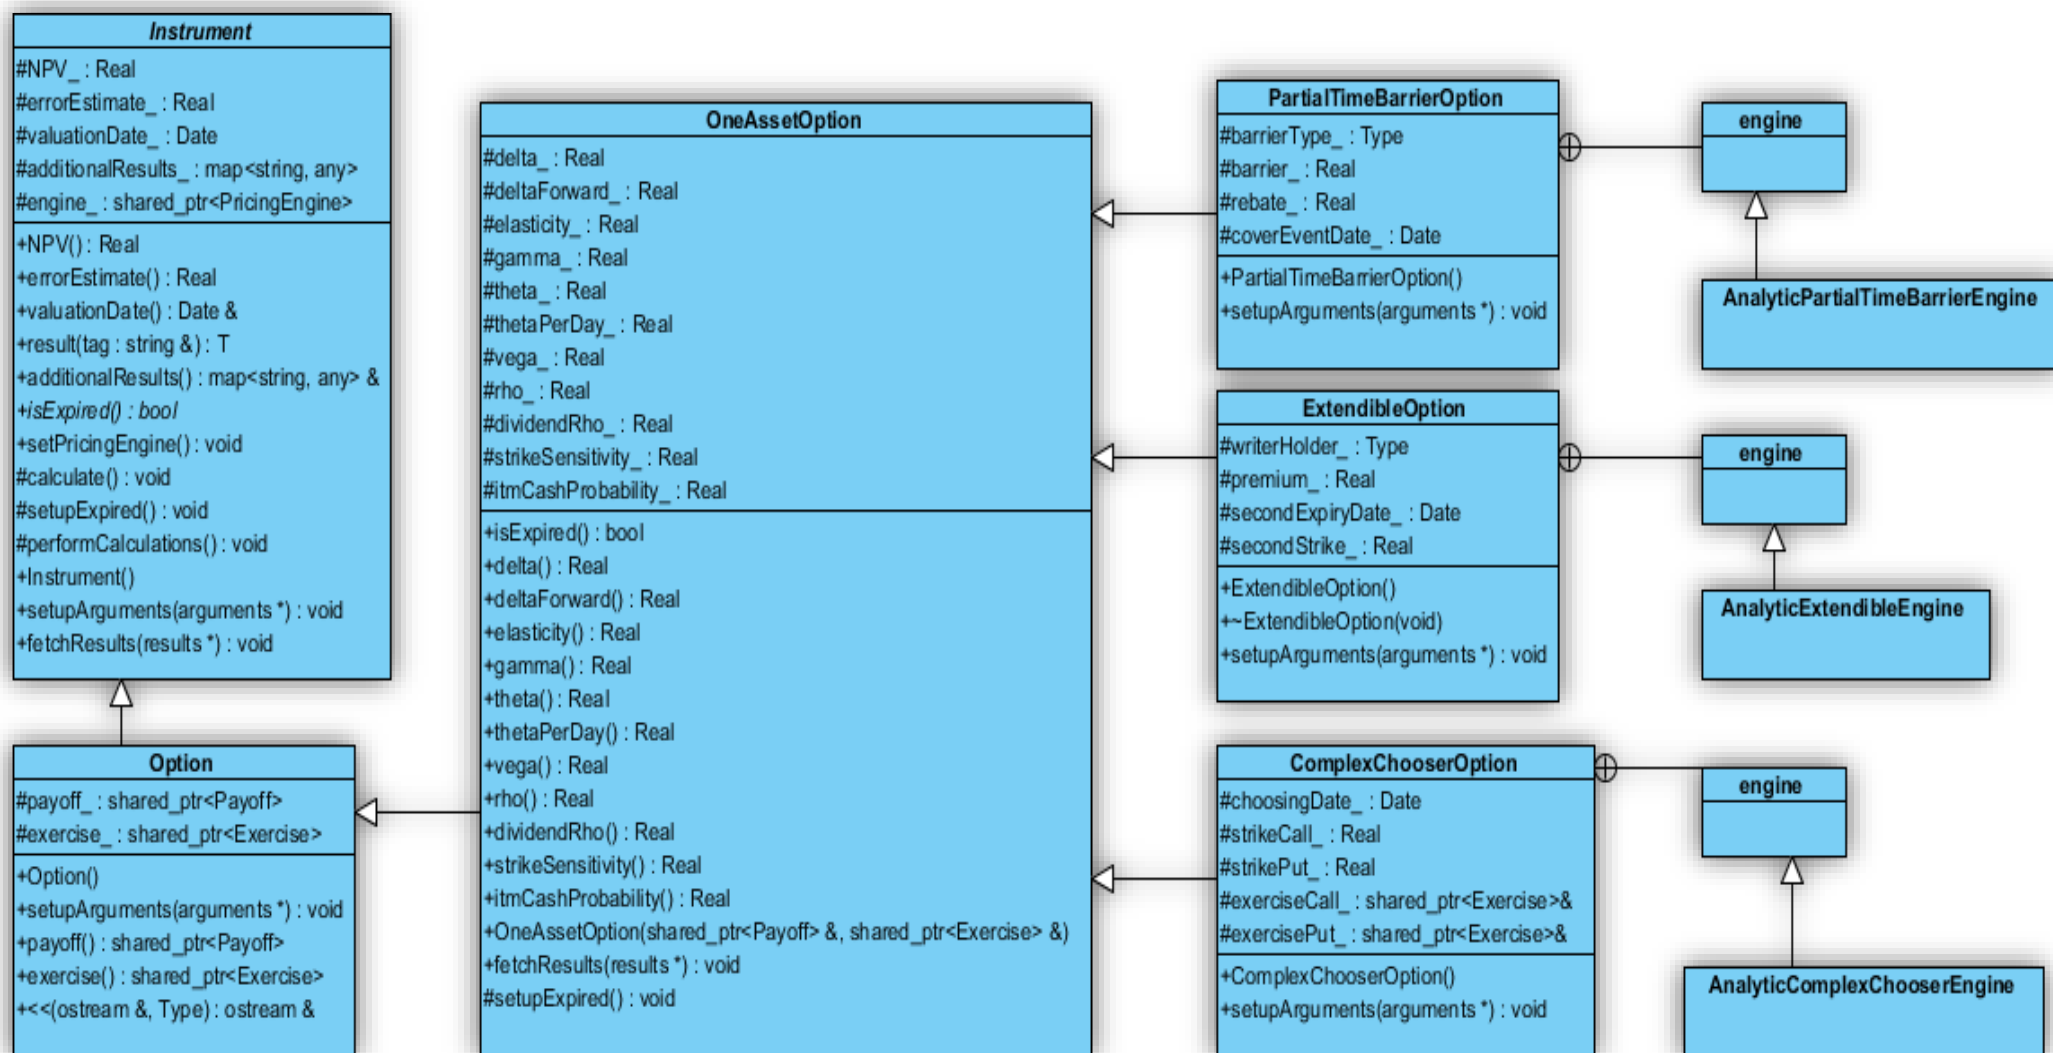 Instrument
#NPV_ : Real
#errorEstimate_ : Real
#valuationDate_ : Date
#additionalResults_ : map<string, any>
#engine_ : shared_ptr<PricingEngine>
+NPV() : Real
+errorEstimate() : Real
+valuationDate() : Date &
+result(tag : string &) : T
+additionalResults() : map<string, any> &
+isExpired() : bool
+setPricingEngine() : void
#calculate() : void
#setupExpired() : void
#performCalculations() : void
+Instrument()
+setupArguments(arguments *) : void
+fetchResults(results *) : void
Option
#payoff_ : shared_ptr<Payoff>
#exercise_ : shared_ptr<Exercise>
+Option()
+setupArguments(arguments *) : void
+payoff() : shared_ptr<Payoff>
+exercise() : shared_ptr<Exercise>
+<<(ostream &, Type) : ostream &
OneAssetOption
#delta_ : Real
#deltaForward_ : Real
#elasticity_ : Real
#gamma_ : Real
#theta_ : Real
#thetaPerDay_ : Real
#vega_ : Real
#rho_ : Real
#dividendRho_ : Real
#strikeSensitivity_ : Real
#itmCashProbability_ : Real
+isExpired() : bool
+delta() : Real
+deltaForward() : Real
+elasticity() : Real
+gamma() : Real
+theta() : Real
+thetaPerDay() : Real
+vega() : Real
+rho() : Real
+dividendRho() : Real
+strikeSensitivity() : Real
+itmCashProbability() : Real
+OneAssetOption(shared_ptr<Payoff> &, shared_ptr<Exercise> &)
+fetchResults(results *) : void
#setupExpired() : void
PartialTimeBarrierOption
#barrierType_ : Type
#barrier_ : Real
#rebate_ : Real
#coverEventDate_ : Date
+PartialTimeBarrierOption()
+setupArguments(arguments *) : void
engine
AnalyticPartialTimeBarrierEngine
ExtendibleOption
#writerHolder_ : Type
#premium_ : Real
#secondExpiryDate_ : Date
#secondStrike_ : Real
+ExtendibleOption()
+~ExtendibleOption(void)
+setupArguments(arguments *) : void
engine
AnalyticExtendibleEngine
ComplexChooserOption
#choosingDate_ : Date
#strikeCall_ : Real
#strikePut_ : Real
#exerciseCall_ : shared_ptr<Exercise>&
#exercisePut_ : shared_ptr<Exercise>&
+ComplexChooserOption()
+setupArguments(arguments *) : void
engine
AnalyticComplexChooserEngine